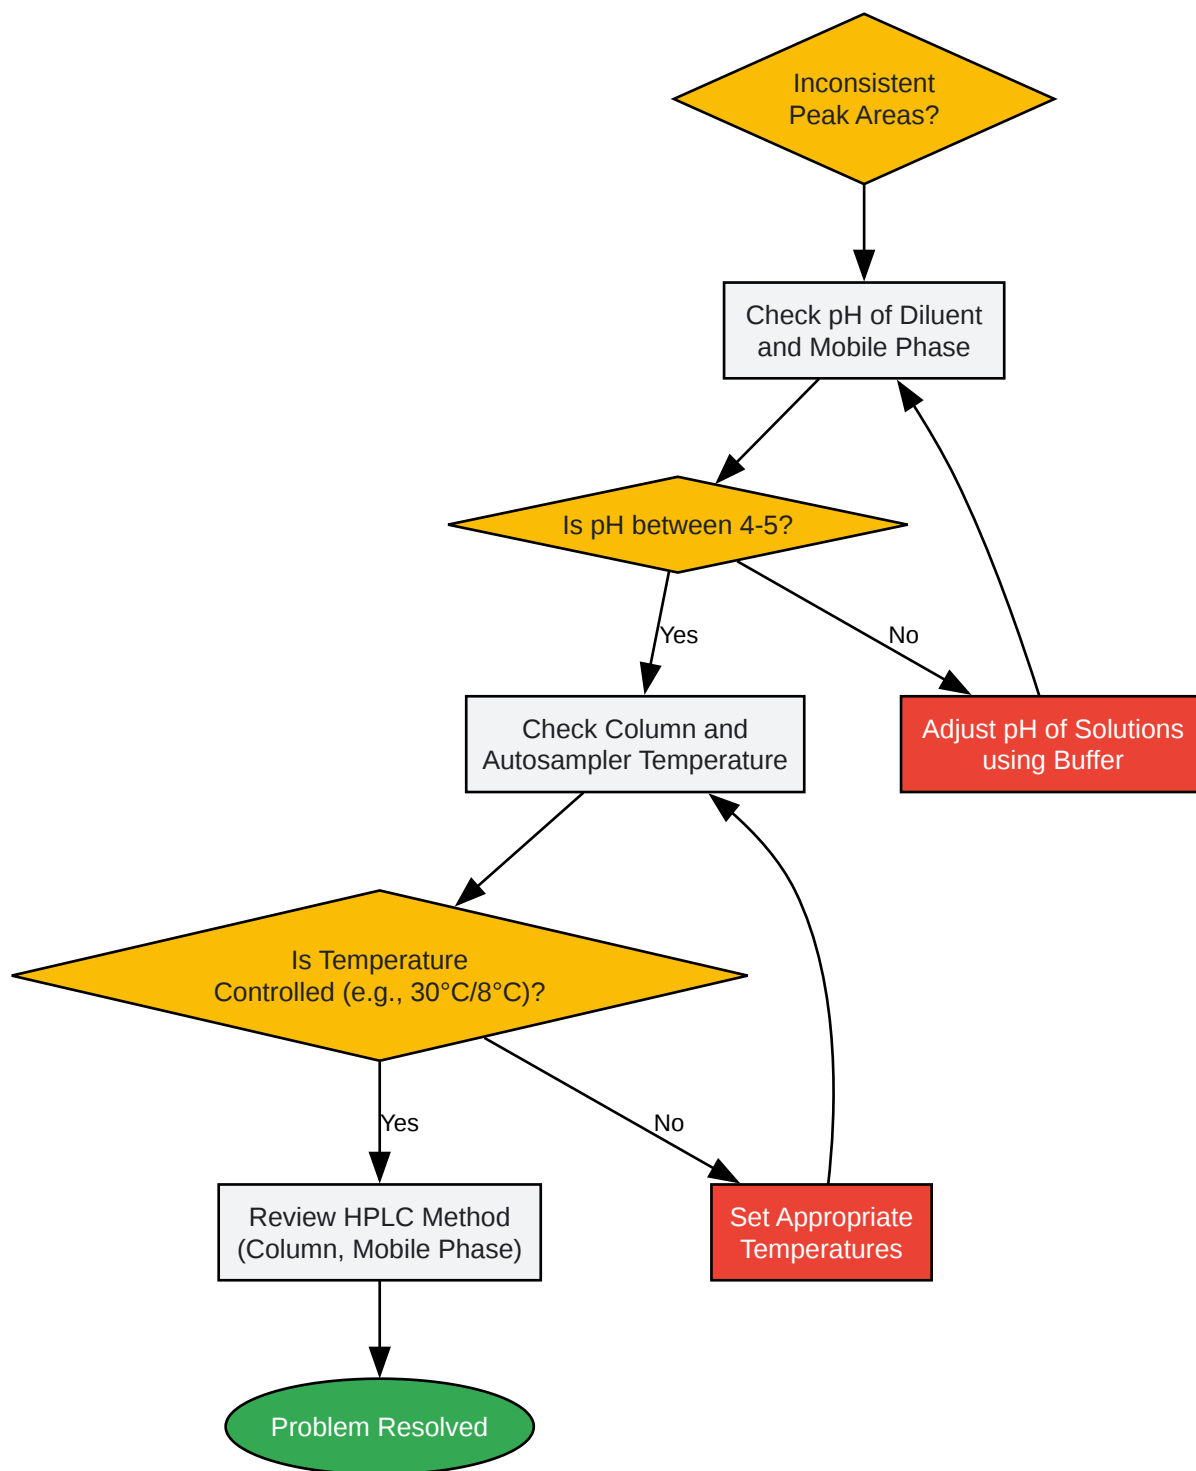 Inconsistent
Peak Areas?
Check pH of Diluent
and Mobile Phase
Is pH between 4-5?
Yes
No
Check Column and
Autosampler Temperature
Adjust pH of Solutions
using Buffer
Is Temperature
Controlled (e.g., 30°C/8°C)?
Yes
No
Review HPLC Method
(Column, Mobile Phase)
Set Appropriate
Temperatures
Problem Resolved